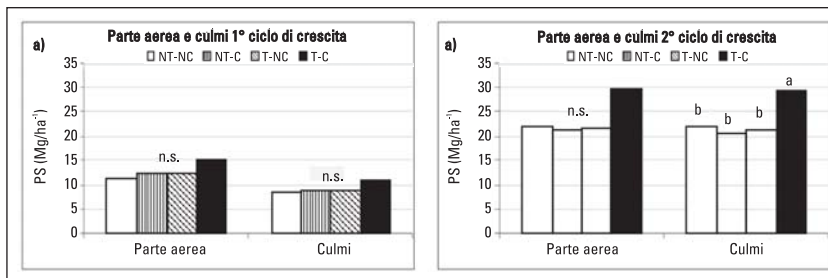 a)
Parte aerea e culmi 1° ciclo di crescita
NT-NC NT-C T-NC T-C
35
30
25
20
15
10
5
0
PS (Mg/ha⁻¹)
n.s.
n.s.
Parte aerea Culmi
a)
Parte aerea e culmi 2° ciclo di crescita
NT-NC NT-C T-NC T-C
35
30
25
20
15
10
5
0
PS (Mg/ha⁻¹)
n.s.
b b b a
Parte aerea Culmi